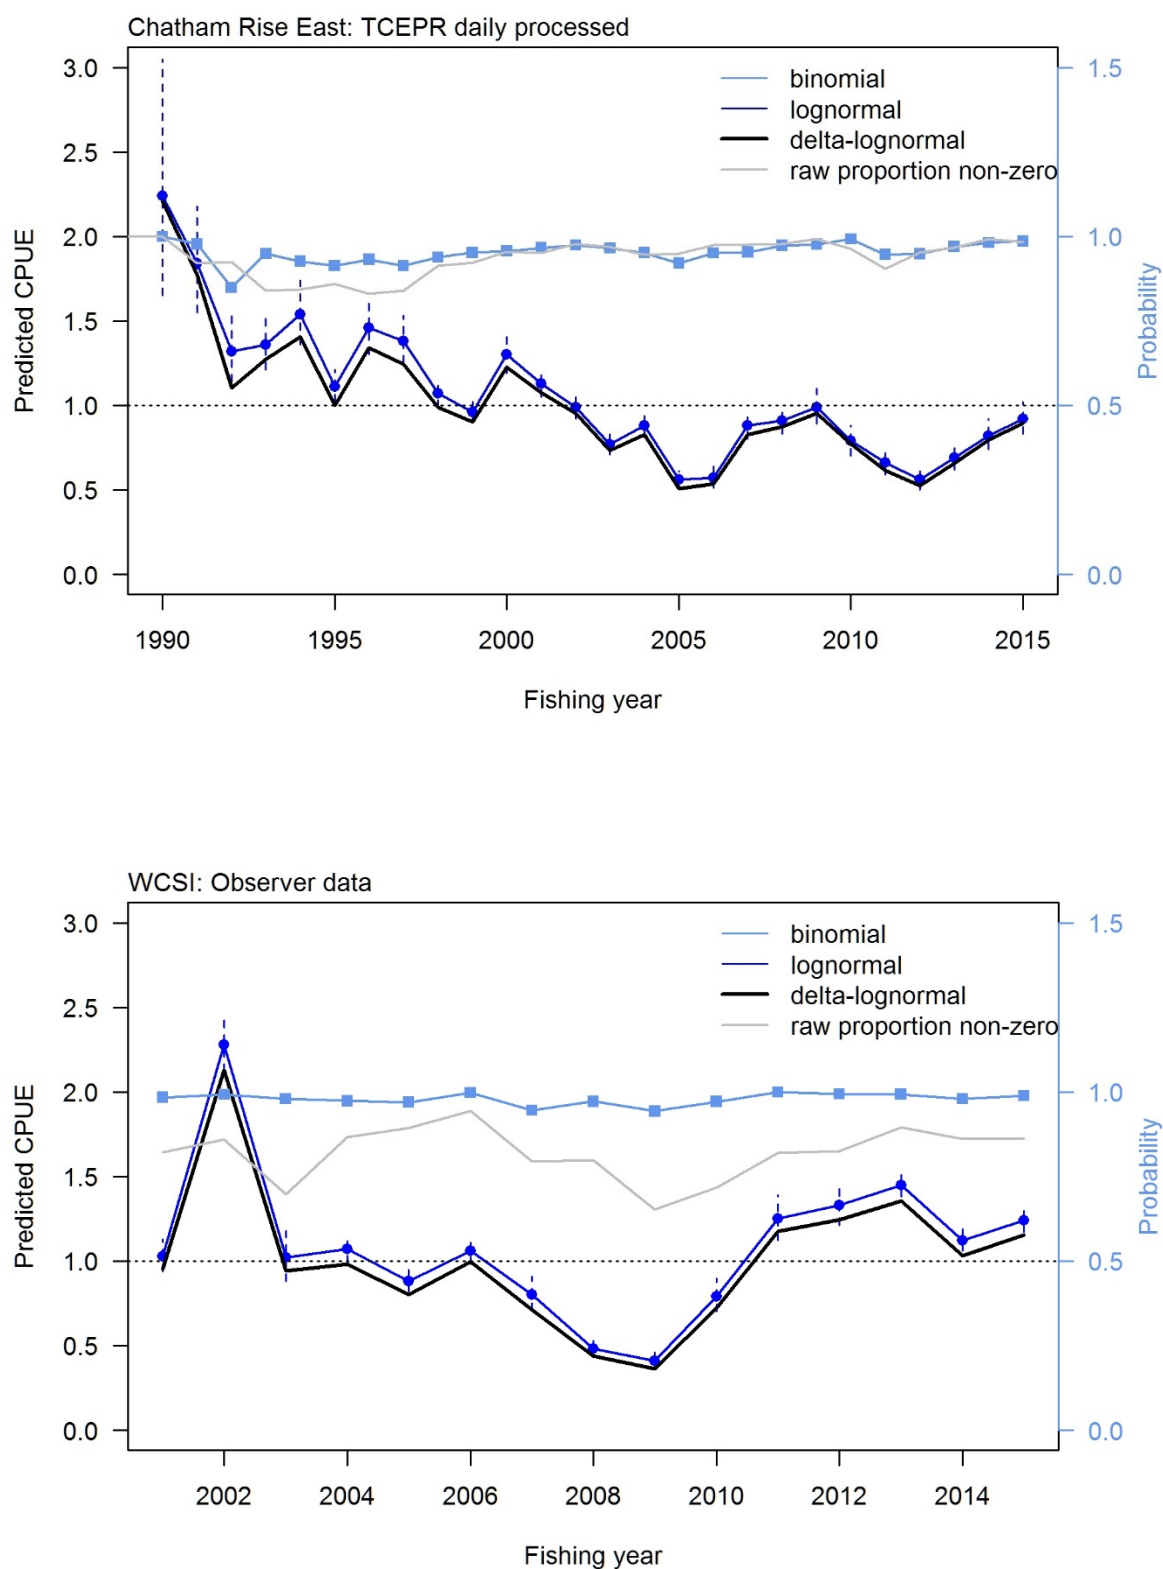 Chatham Rise East: TCEPR daily processed
3.0
2.5
2.0
1.5
1.0
0.5
0.0
Predicted CPUE
binomial
lognormal
delta-lognormal
raw proportion non-zero
1.5
1.0
0.5
0.0
Probability
1990 1995 2000 2005 2010 2015
Fishing year
WCSI: Observer data
3.0
2.5
2.0
1.5
1.0
0.5
0.0
Predicted CPUE
binomial
lognormal
delta-lognormal
raw proportion non-zero
1.5
1.0
0.5
0.0
Probability
2002 2004 2006 2008 2010 2012 2014
Fishing year